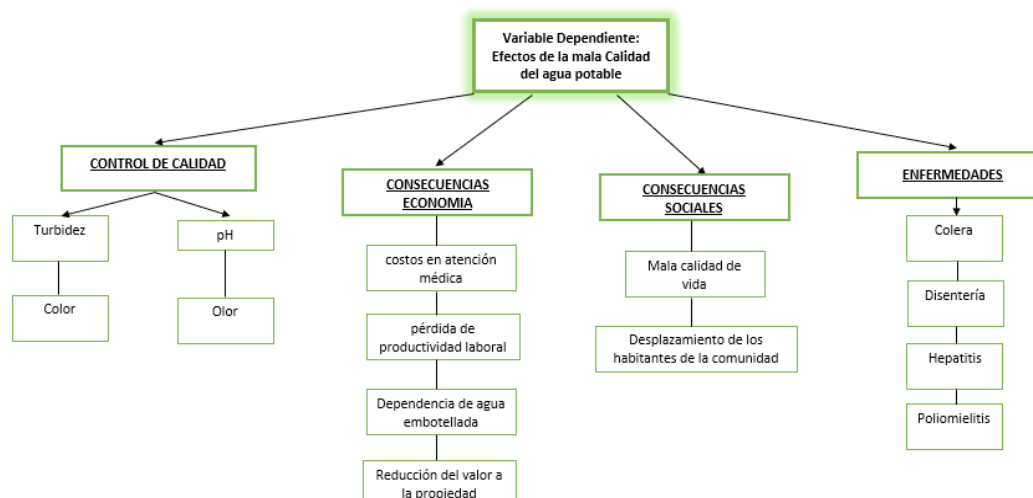 Variable Dependiente:
Efectos de la mala Calidad
del agua potable
CONTROL DE CALIDAD
Turbidez
Color
pH
Olor
CONSECUENCIAS
ECONOMIA
costos en atención
médica
pérdida de
productividad laboral
Dependencia de agua
embotellada
Reducción del valor a
la propiedad
CONSECUENCIAS
SOCIALES
Mala calidad de
vida
Desplazamiento de los
habitantes de la comunidad
ENFERMEDADES
Colera
Disentería
Hepatitis
Poliomielitis